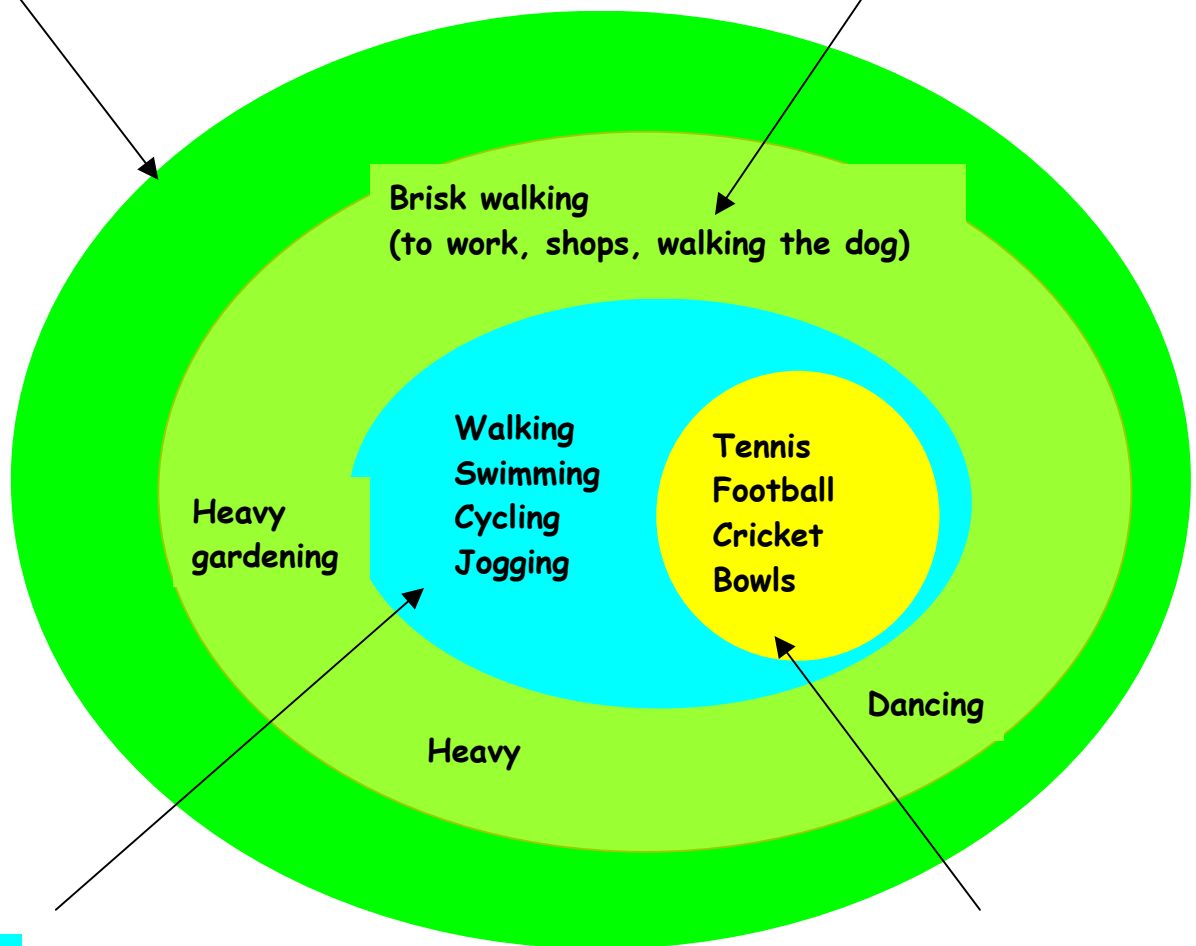 Brisk walking
(to work, shops, walking the dog)
Walking
Swimming
Cycling
Jogging
Tennis
Football
Cricket
Bowls
Heavy
gardening
Dancing
Heavy